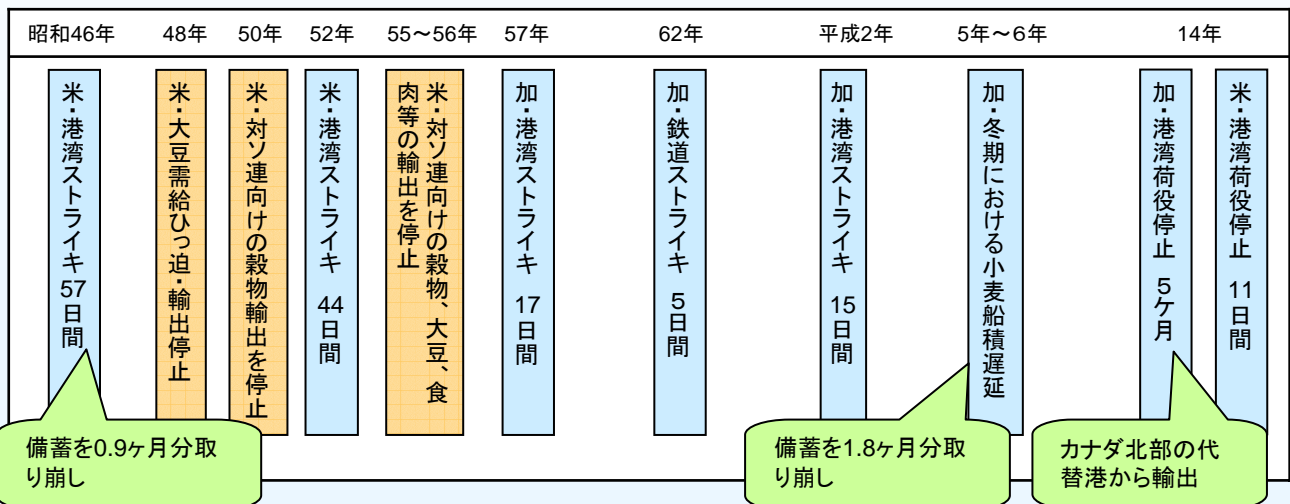 昭和46年
48年
50年
52年
55～56年
57年
62年
平成2年
5年～6年
14年
米・港湾ストライキ 57日間
米・大豆需給ひっ迫・輸出停止
米・対ソ連向けの穀物輸出を停止
米・港湾ストライキ 44日間
米・対ソ連向けの穀物、大豆、食
肉等の輸出を停止
加・港湾ストライキ 17日間
加・鉄道ストライキ 5日間
加・港湾ストライキ 15日間
加・冬期における小麦船積遅延
加・港湾荷役停止 5ケ月
米・港湾荷役停止 11日間
備蓄を0.9ヶ月分取
り崩し
備蓄を1.8ヶ月分取
り崩し
カナダ北部の代
替港から輸出